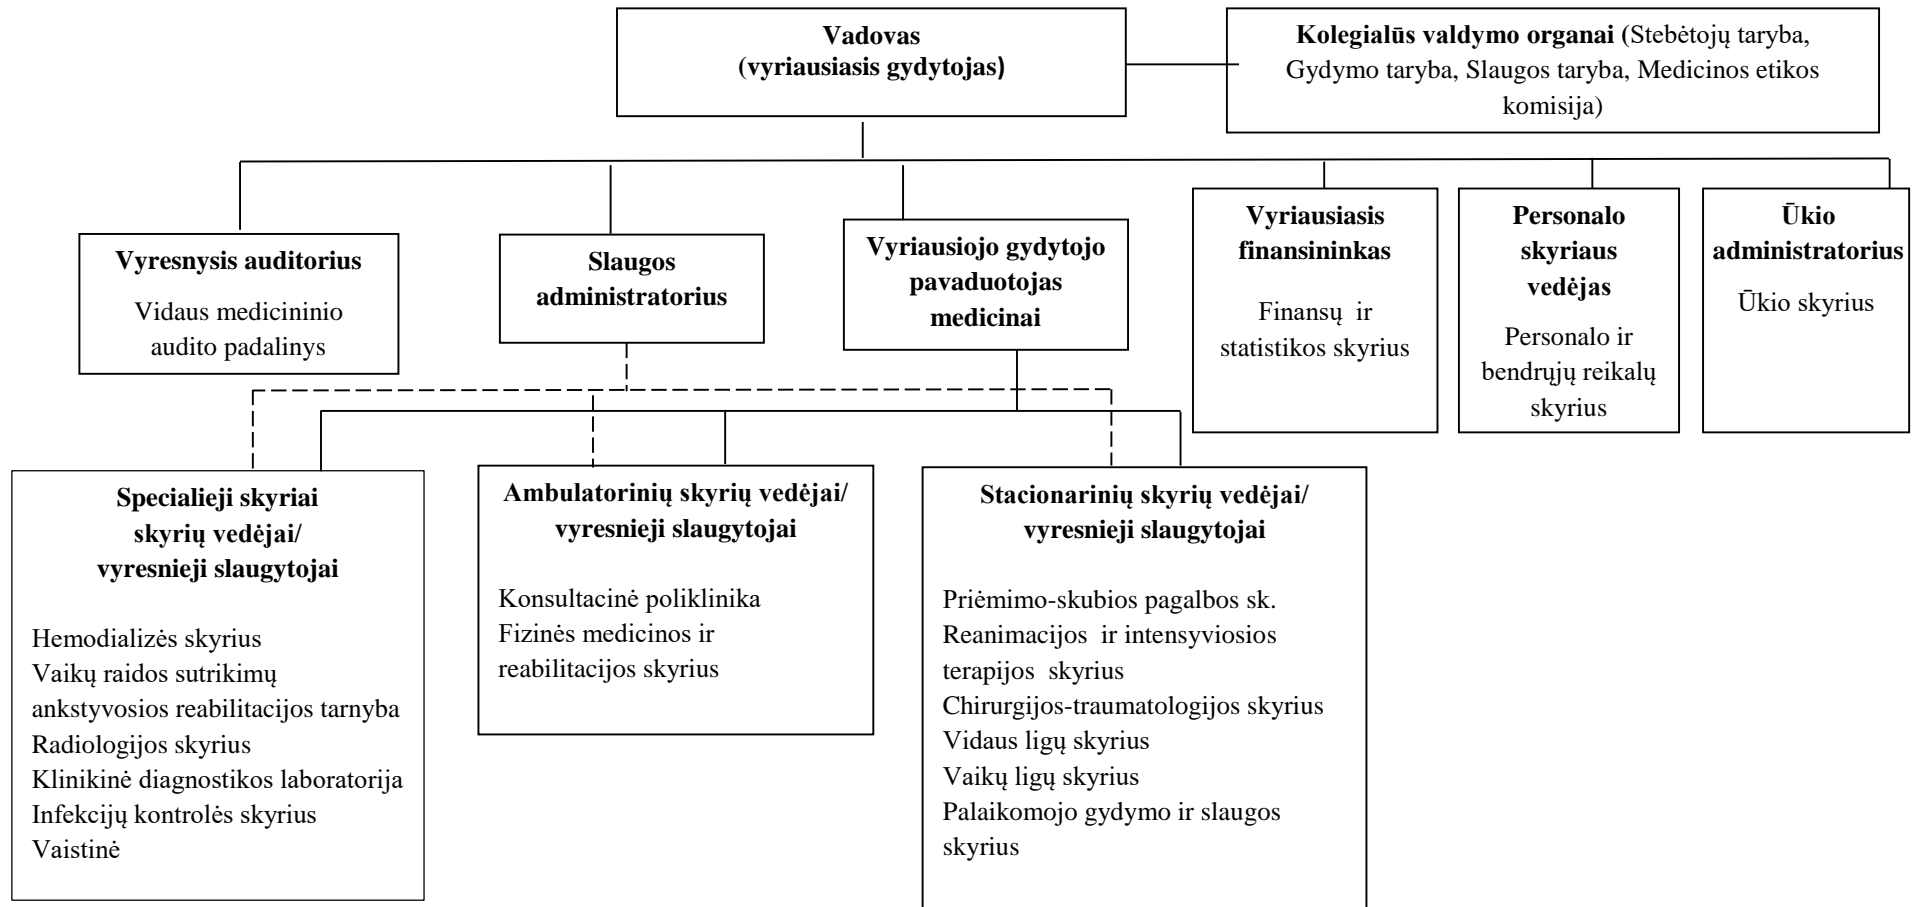 Vadovas
(vyriausiasis gydytojas)
Kolegialūs valdymo organai (Stebėtojų taryba,
Gydymo taryba, Slaugos taryba, Medicinos etikos
komisija)
Vyresnysis auditorius
Vidaus medicininio
audito padalinys
Slaugos
administratorius
Vyriausiojo gydytojo
pavaduotojas
medicinai
Vyriausiasis
finansininkas
Finansų ir
statistikos skyrius
Personalo
skyriaus
vedėjas
Personalo ir
bendrųjų reikalų
skyrius
Ūkio
administratorius
Ūkio skyrius
Specialieji skyriai
skyrių vedėjai/
vyresnieji slaugytojai
Hemodializės skyrius
Vaikų raidos sutrikimų
ankstyvosios reabilitacijos tarnyba
Radiologijos skyrius
Klinikinė diagnostikos laboratorija
Infekcijų kontrolės skyrius
Vaistinė
Ambulatorinių skyrių vedėjai/
vyresnieji slaugytojai
Konsultacinė poliklinika
Fizinės medicinos ir
reabilitacijos skyrius
Stacionarinių skyrių vedėjai/
vyresnieji slaugytojai
Priėmimo-skubios pagalbos sk.
Reanimacijos ir intensyviosios
terapijos skyrius
Chirurgijos-traumatologijos skyrius
Vidaus ligų skyrius
Vaikų ligų skyrius
Palaikomojo gydymo ir slaugos
skyrius